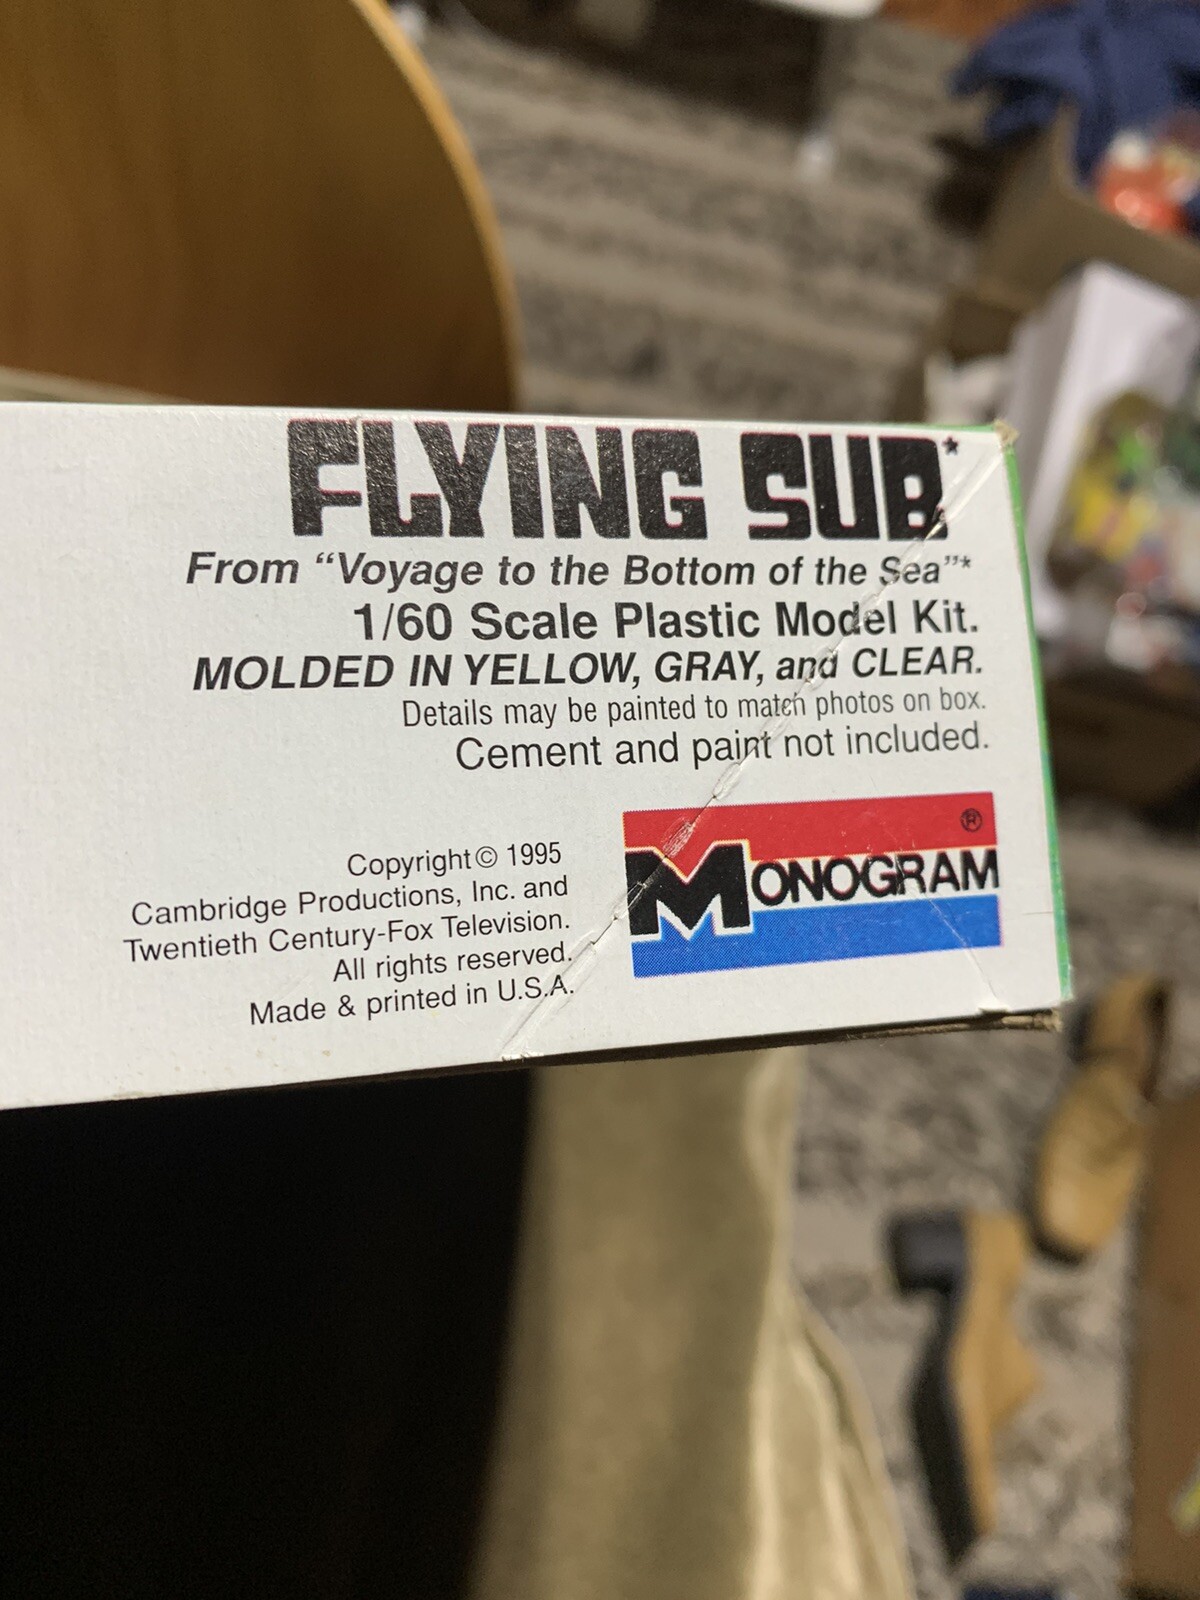 FLYING SUB*
From “Voyage to the Bottom of the Sea”*
1/60 Scale Plastic Model Kit.
MOLDED IN YELLOW, GRAY, and CLEAR.
Details may be painted to match photos on box.
Cement and paint not included.
Copyright © 1995
Cambridge Productions, Inc. and
Twentieth Century-Fox Television.
All rights reserved.
Made & printed in U.S.A.
®
MONOGRAM